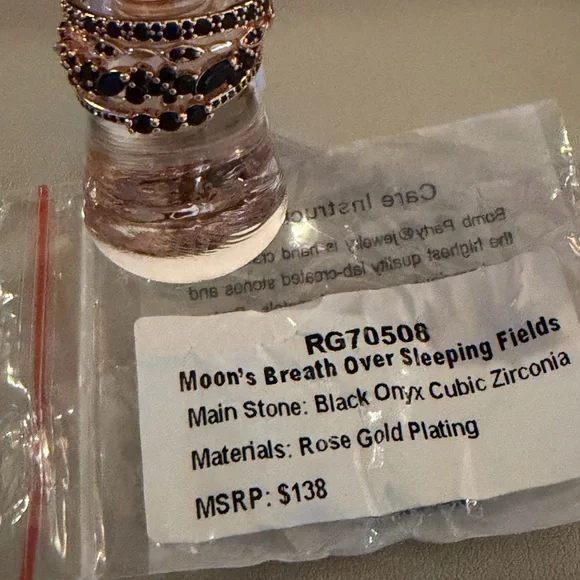 Care Instruc
Bomb Party® Jewelry is hand
the highest quality lab-created stones and
RG70508
Moon's Breath Over Sleeping Fields
Main Stone: Black Onyx Cubic Zirconia
Materials: Rose Gold Plating
MSRP: $138